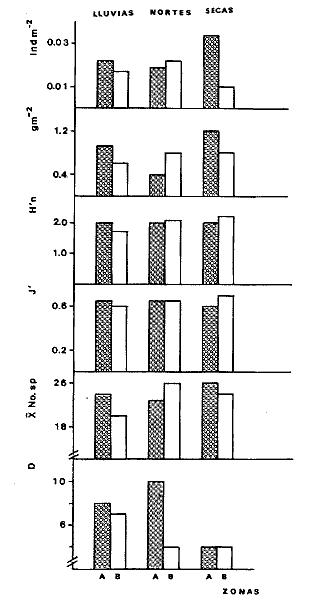 LLUVIAS NORTES SECAS
Ind m-2
0.03
0.01
gm-2
1.2
0.4
H'n
2.0
1.0
J'
0.6
0.2
X̄ No. sp
26
18
D
10
6
A B A B A B
ZONAS